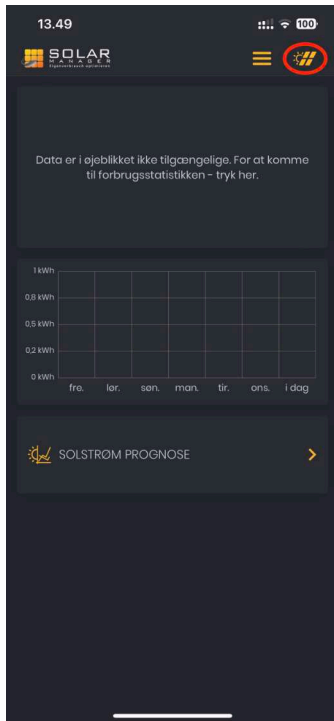 13.49
100
SOLAR
MANAGER
Eigenverbrauch optimieren
Data er i øjeblikket ikke tilgængelige. For at komme
til forbrugsstatistikken - tryk her.
1 kWh
0,8 kWh
0,5 kWh
0,2 kWh
0 kWh
fre. lør. søn. man. tir. ons. i dag
SOLSTRØM PROGNOSE